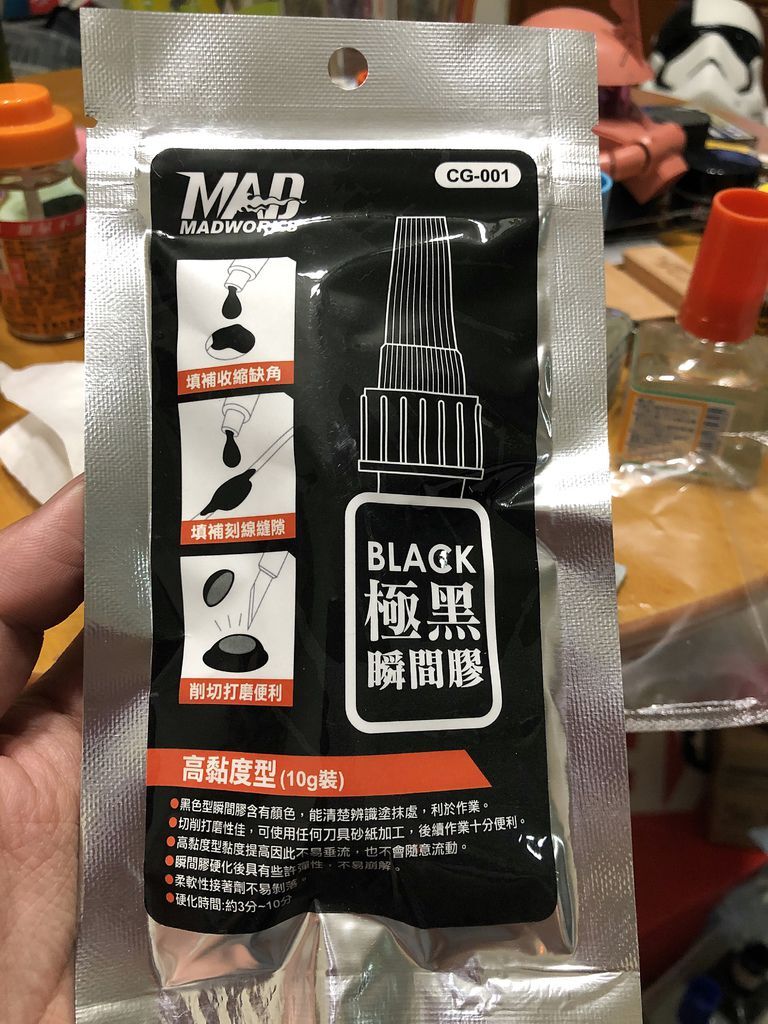 MAD
MADWORKS
CG-001
填補收縮缺角
填補刻線縫隙
削切打磨便利
BLACK
極黑
瞬間膠
高黏度型(10g裝)
●黑色型瞬間膠含有顏色，能清楚辨識塗抹處，利於作業。
●切削打磨性佳，可使用任何刀具砂紙加工，後續作業十分便利。
●高黏度型黏度提高因此不易垂流，也不會隨意流動。
●瞬間膠硬化後具有些許彈性，不易崩解。
●柔軟性接著劑不易剝落。
●硬化時間:約3分~10分